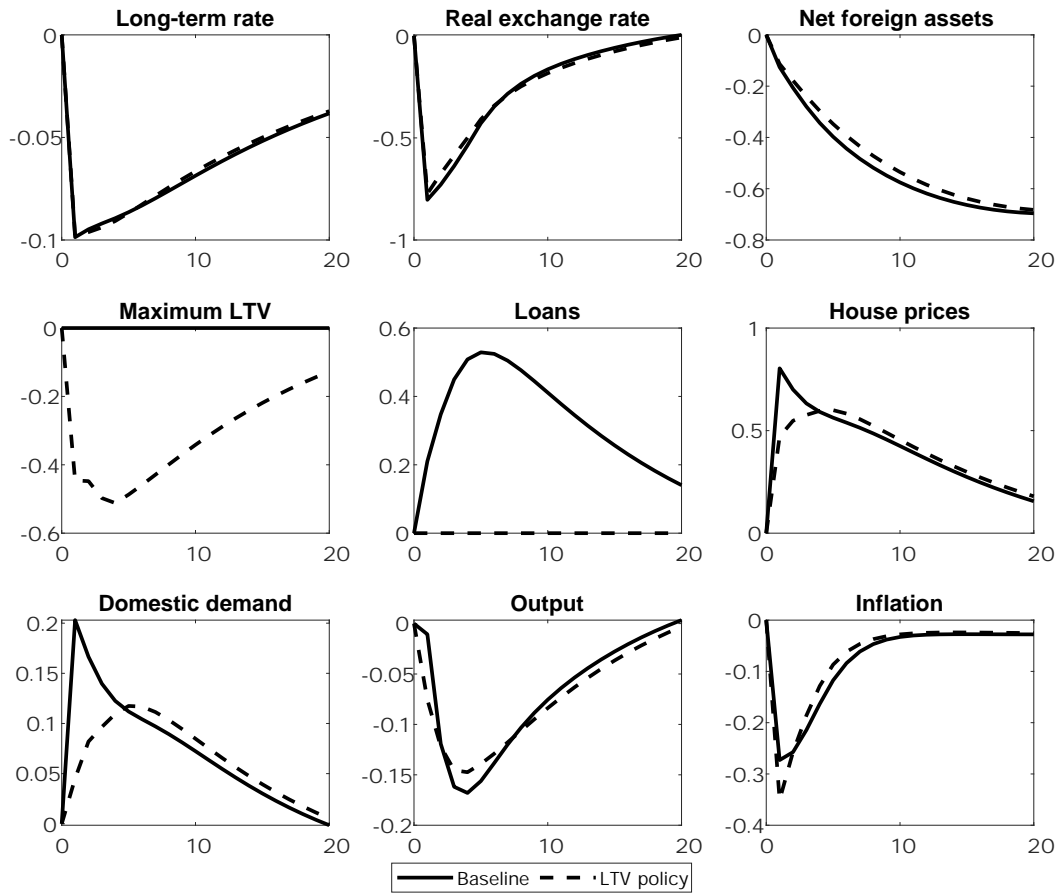 Long-term rate
Real exchange rate
Net foreign assets
0
-0.05
-0.1
0 10 20
0
-0.5
-1
0 10 20
0
-0.2
-0.4
-0.6
-0.8
0 10 20
Maximum LTV
Loans
House prices
0
-0.2
-0.4
-0.6
0 10 20
0.6
0.4
0.2
0
0 10 20
1
0.5
0
0 10 20
Domestic demand
Output
Inflation
0.2
0.15
0.1
0.05
0
0 10 20
0
-0.05
-0.1
-0.15
-0.2
0 10 20
0
-0.1
-0.2
-0.3
-0.4
0 10 20
Baseline LTV policy